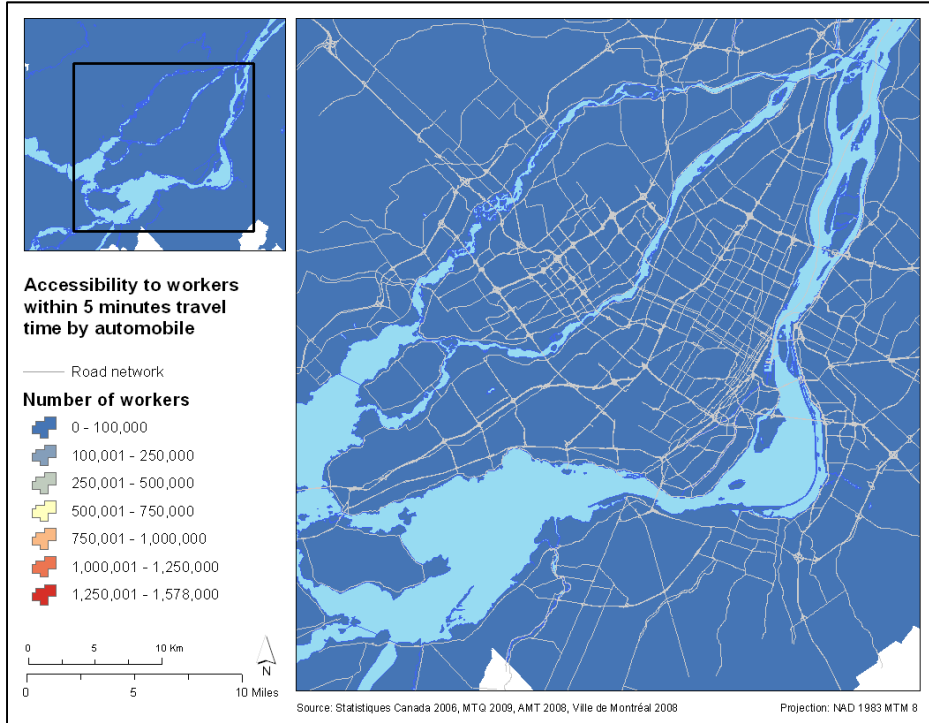 Accessibility to workers
within 5 minutes travel
time by automobile
Road network
Number of workers
0 - 100,000
100,001 - 250,000
250,001 - 500,000
500,001 - 750,000
750,001 - 1,000,000
1,000,001 - 1,250,000
1,250,001 - 1,578,000
0 5 10 Km
N
0 5 10 Miles
Source: Statistiques Canada 2006, MTQ 2009, AMT 2008, Ville de Montréal 2008
Projection: NAD 1983 MTM 8